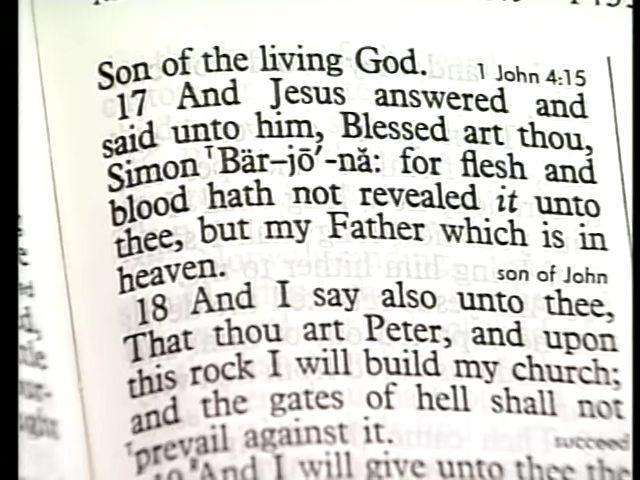 Son of the living God. 1 John 4:15
17 And Jesus answered and
said unto him, Blessed art thou,
Simon ᵀBär–jō′-nă: for flesh and
blood hath not revealed it unto
thee, but my Father which is in
heaven. son of John
18 And I say also unto thee,
That thou art Peter, and upon
this rock I will build my church;
and the gates of hell shall not
ᵀprevail against it. succeed
And I will give unto thee the